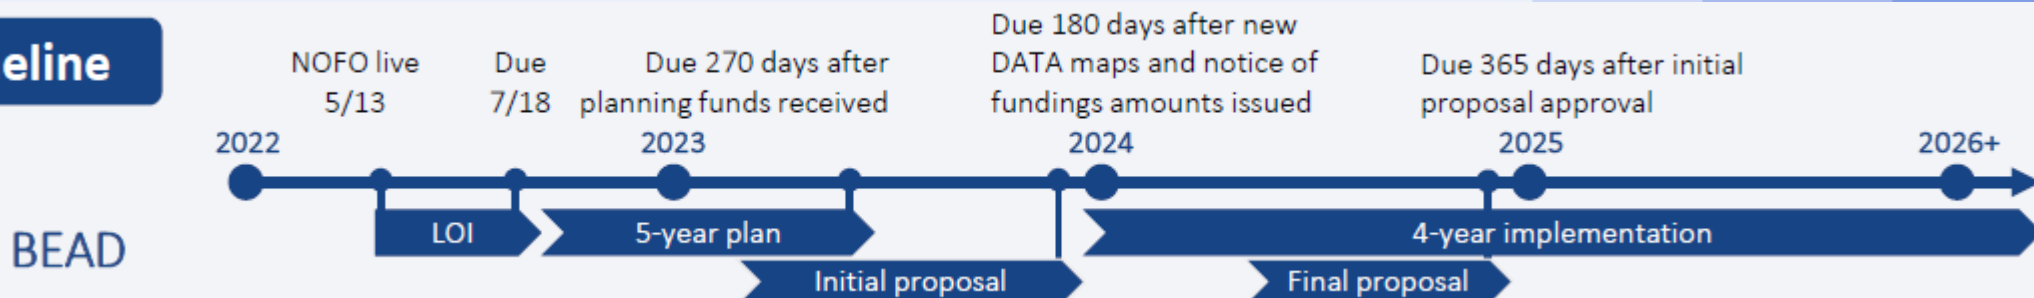 eline
NOFO live
5/13
Due
7/18
Due 270 days after
planning funds received
Due 180 days after new
DATA maps and notice of
fundings amounts issued
Due 365 days after initial
proposal approval
2022
2023
2024
2025
2026+
BEAD
LOI
5-year plan
4-year implementation
Initial proposal
Final proposal